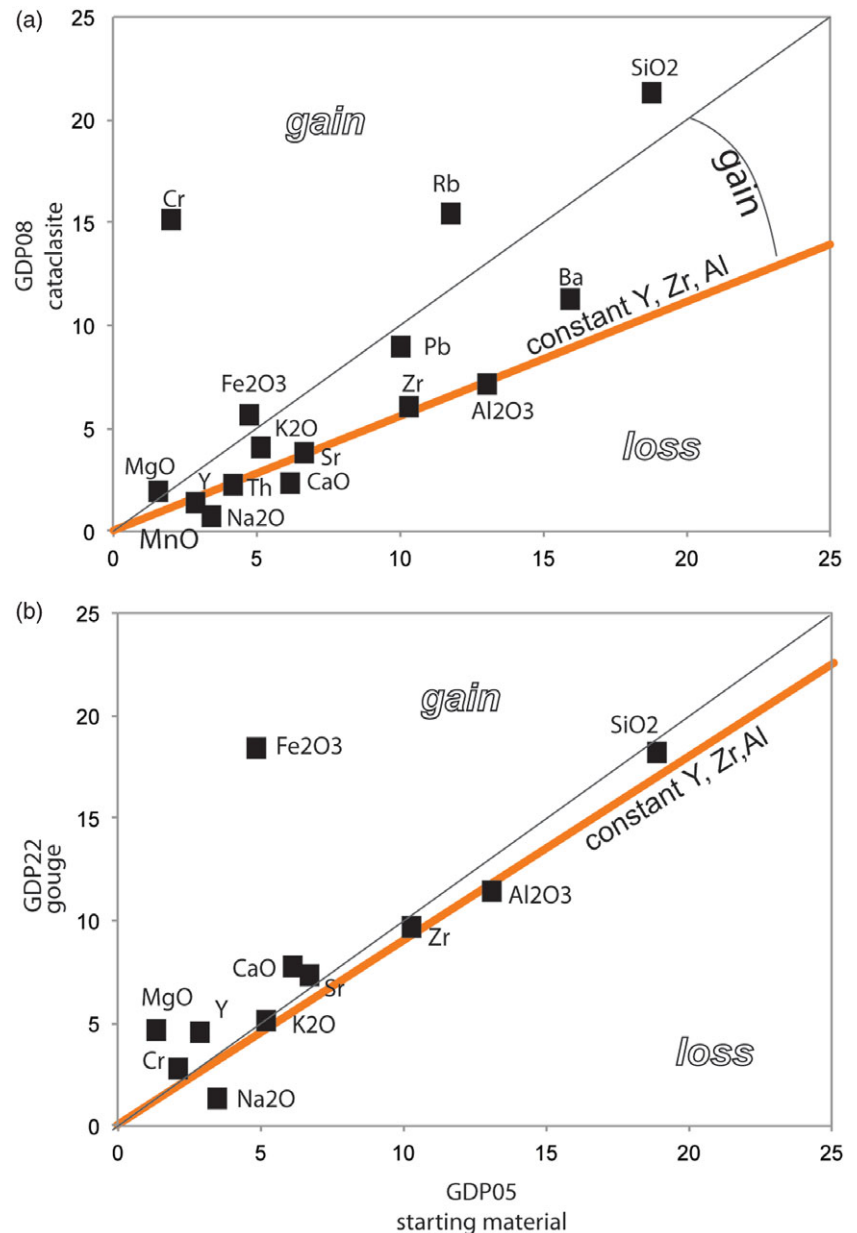 (a)
25
SiO2
gain
20
Rb
Cr
gain
GDP08
cataclasite
15
Ba
constant Y, Zr, Al
10
Pb
Fe2O3
Zr
Al2O3
K2O
5
Sr
loss
MgO
Y
Th
CaO
Na2O
0
MnO
0 5 10 15 20 25
(b)
25
gain
20
SiO2
Fe2O3
constant Y, Zr,Al
15
GDP22
gouge
Al2O3
10
Zr
CaO
Sr
MgO
Y
5
K2O
loss
Cr
Na2O
0
0 5 10 15 20 25
GDP05
starting material